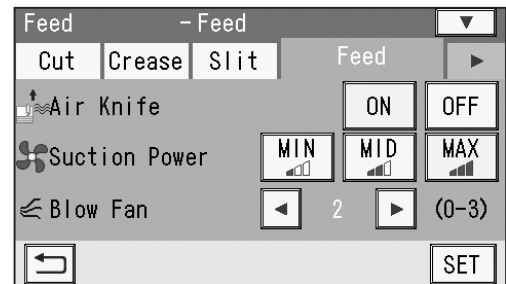 Feed -Feed ▼
Cut Crease Slit Feed ►
Air Knife ON OFF
Suction Power MIN MID MAX
Blow Fan ◄ 2 ► (0-3)
SET